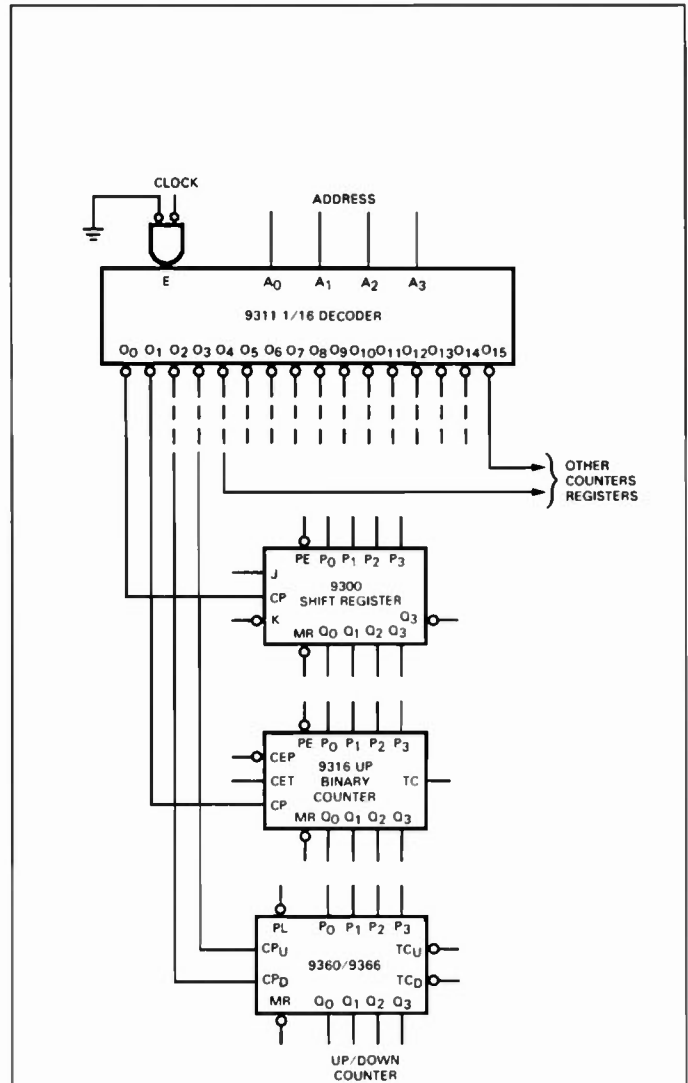 CLOCK
ADDRESS
E A0 A1 A2 A3
9311 1/16 DECODER
O0 O1 O2 O3 O4 O5 O6 O7 O8 O9 O10 O11 O12 O13 O14 O15
OTHER
COUNTERS
REGISTERS
PE P0 P1 P2 P3
J
9300
CP SHIFT REGISTER
K Q3
MR Q0 Q1 Q2 Q3
PE P0 P1 P2 P3
CEP 9316 UP
CET BINARY TC
COUNTER
CP
MR Q0 Q1 Q2 Q3
PL P0 P1 P2 P3
CPU TCU
9360/9366
CPD TCD
MR Q0 Q1 Q2 Q3
UP/DOWN
COUNTER